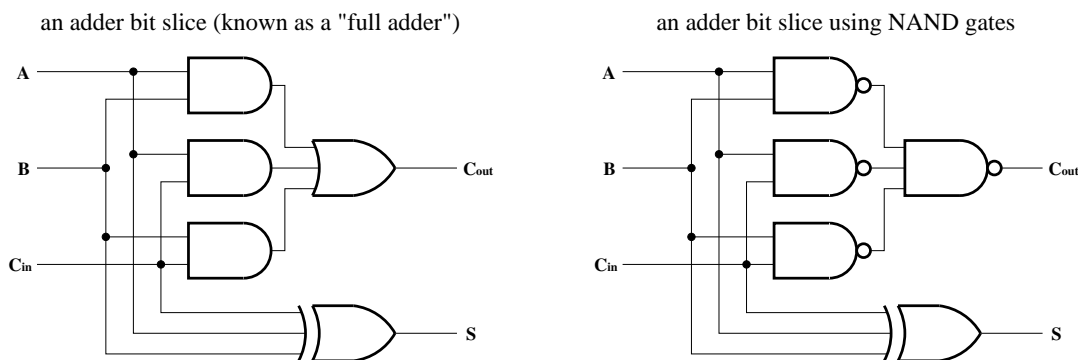 an adder bit slice (known as a "full adder")
A
B
Cin
Cout
S
an adder bit slice using NAND gates
A
B
Cin
Cout
S